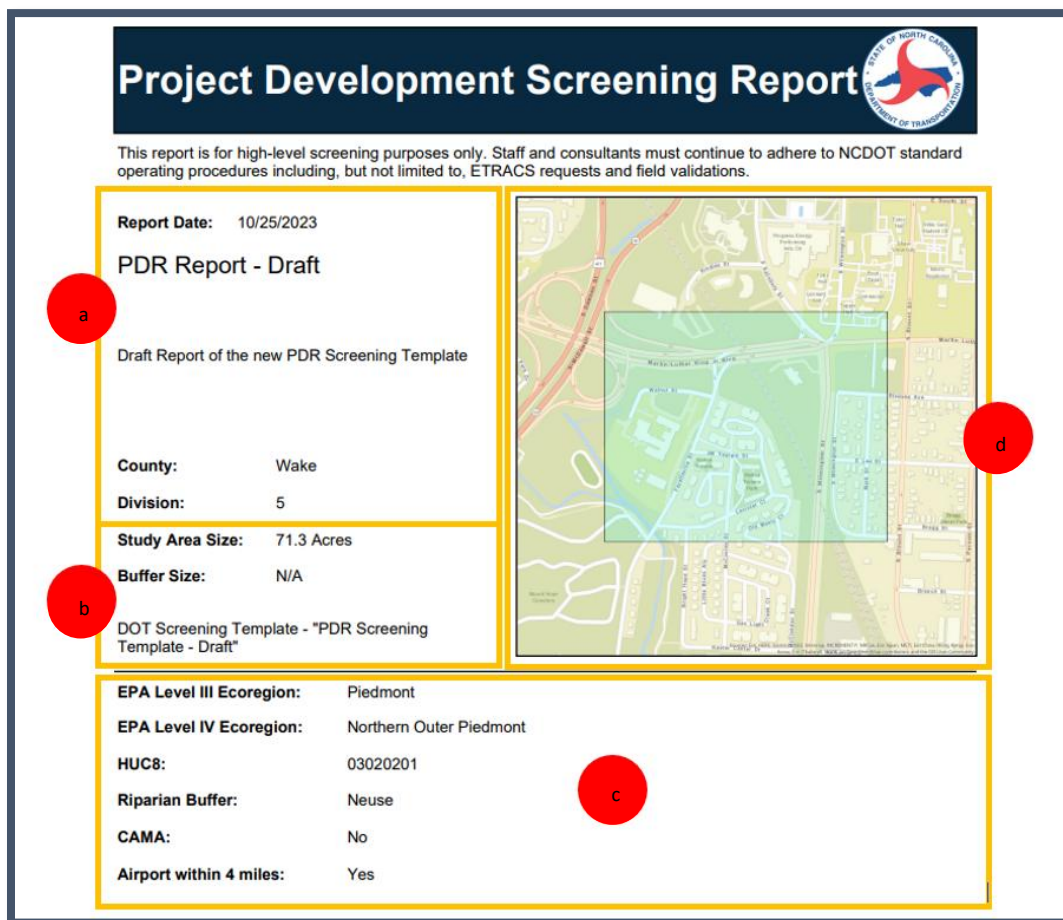 Project Development Screening Report
STATE OF NORTH CAROLINA
DEPARTMENT OF TRANSPORTATION
This report is for high-level screening purposes only. Staff and consultants must continue to adhere to NCDOT standard
operating procedures including, but not limited to, ETRACS requests and field validations.
Report Date: 10/25/2023
PDR Report - Draft
a
Draft Report of the new PDR Screening Template
County: Wake
Division: 5
Study Area Size: 71.3 Acres
Buffer Size: N/A
b
DOT Screening Template - "PDR Screening
Template - Draft"
d
EPA Level III Ecoregion: Piedmont
EPA Level IV Ecoregion: Northern Outer Piedmont
HUC8: 03020201
Riparian Buffer: Neuse
c
CAMA: No
Airport within 4 miles: Yes